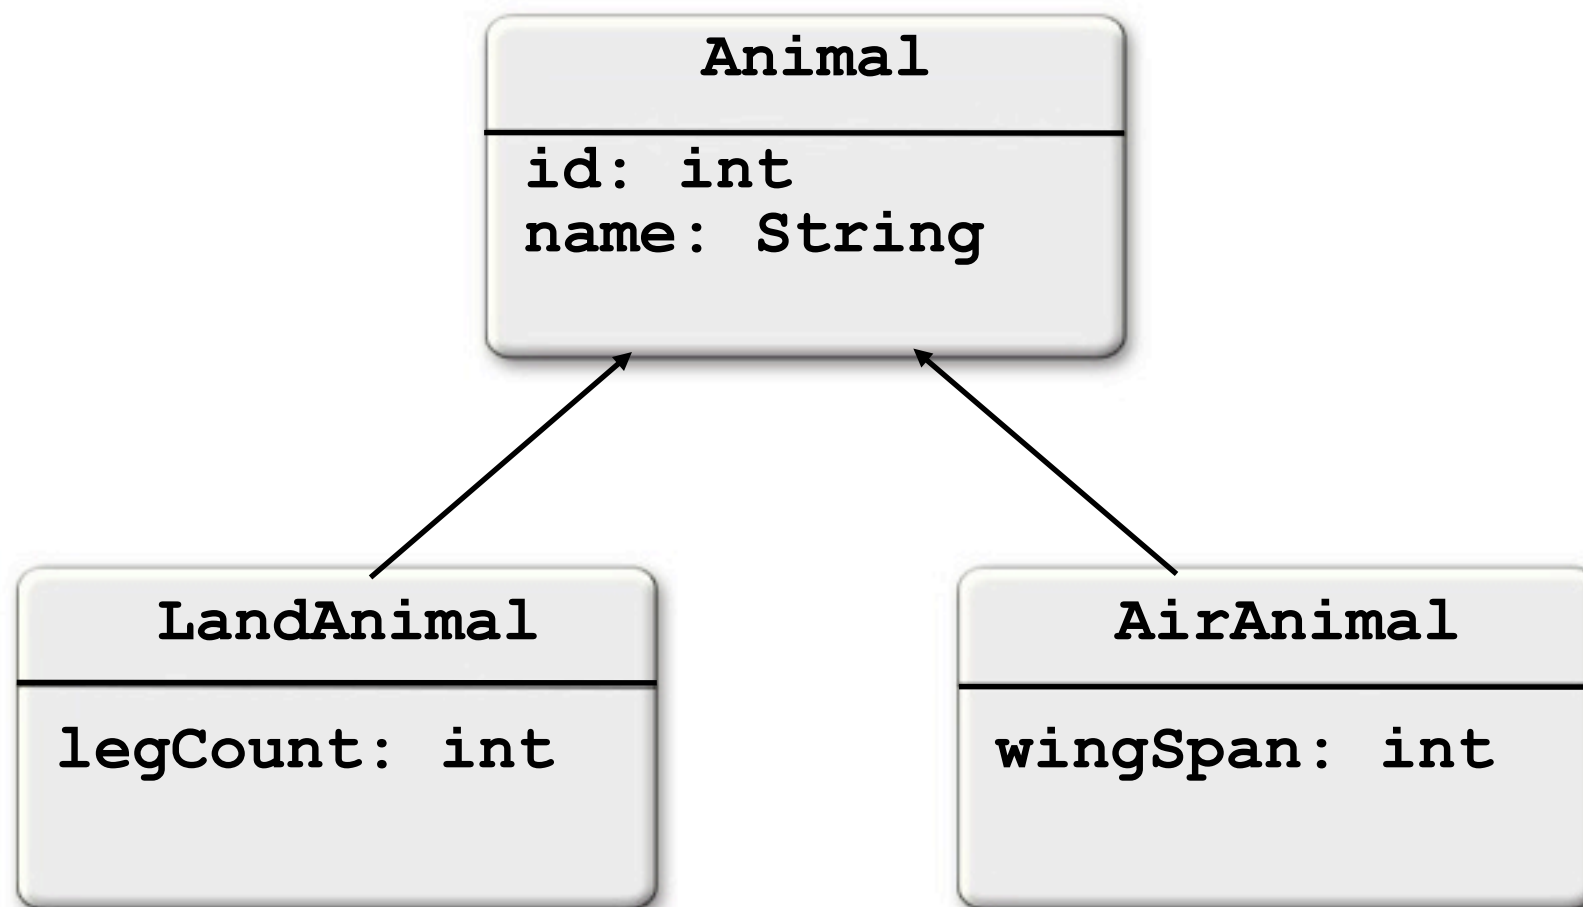 Animal
id: int
name: String
LandAnimal
legCount: int
AirAnimal
wingSpan: int